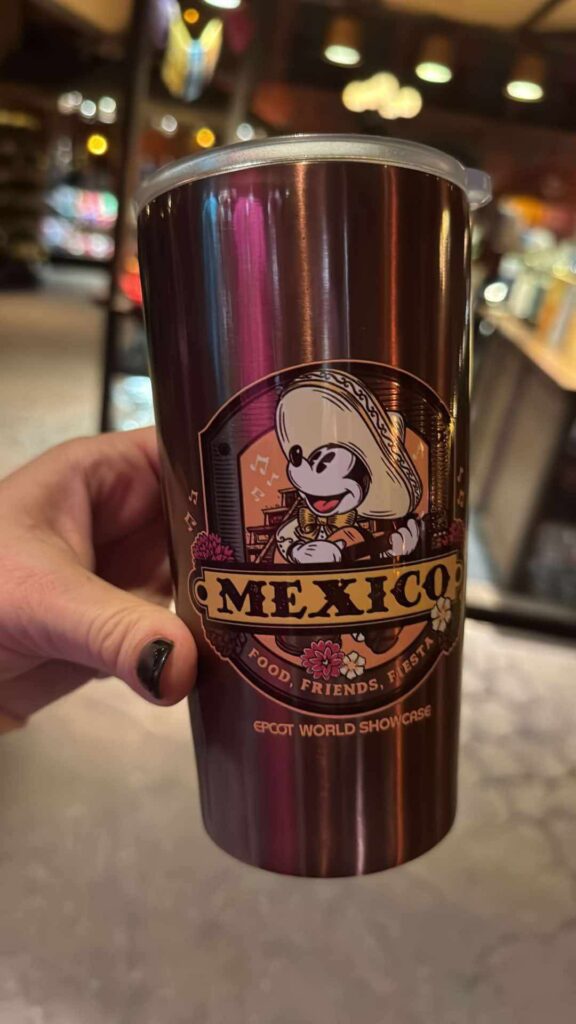 MEXICO
FOOD, FRIENDS, FIESTA
EPCOT WORLD SHOWCASE